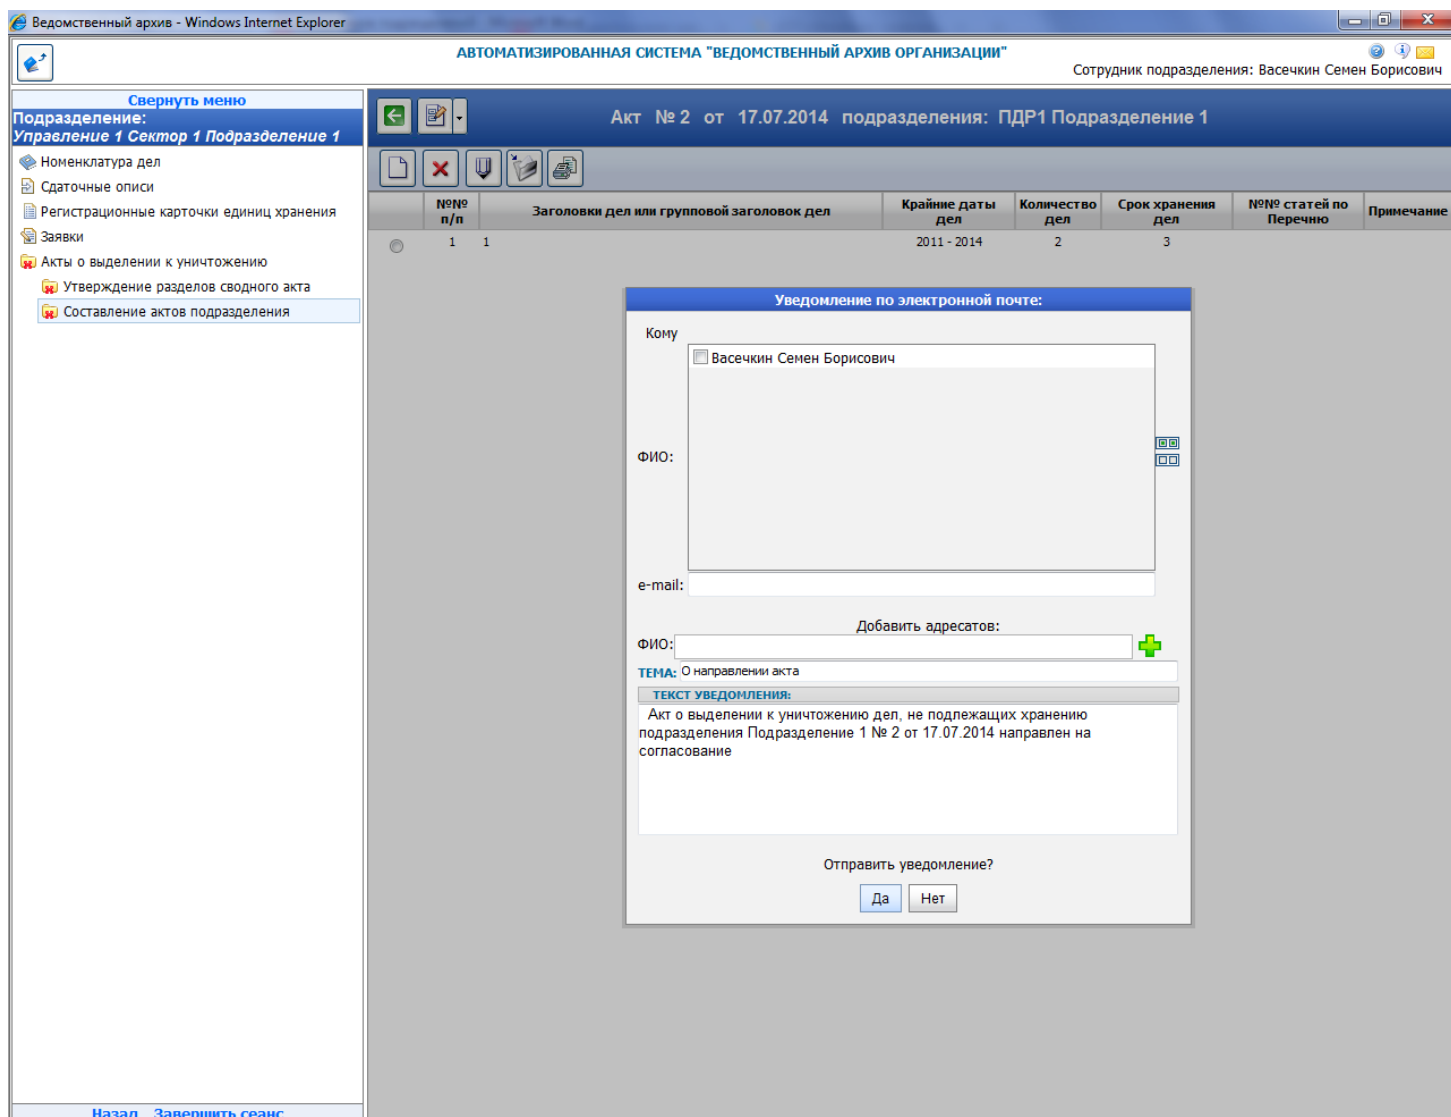 Ведомственный архив - Windows Internet Explorer
АВТОМАТИЗИРОВАННАЯ СИСТЕМА "ВЕДОМСТВЕННЫЙ АРХИВ ОРГАНИЗАЦИИ"
Сотрудник подразделения: Васечкин Семен Борисович
Свернуть меню
Подразделение:
Управление 1 Сектор 1 Подразделение 1
Номенклатура дел
Сдаточные описи
Регистрационные карточки единиц хранения
Заявки
Акты о выделении к уничтожению
Утверждение разделов сводного акта
Составление актов подразделения
Назад Завершить сеанс
Акт № 2 от 17.07.2014 подразделения: ПДР1 Подразделение 1
№№ п/п Заголовки дел или групповой заголовок дел Крайние даты дел Количество дел Срок хранения дел №№ статей по Перечню Примечание
1 1 2011 - 2014 2 3
Уведомление по электронной почте:
Кому
Васечкин Семен Борисович
ФИО:
e-mail:
Добавить адресатов:
ФИО:
ТЕМА: О направлении акта
ТЕКСТ УВЕДОМЛЕНИЯ:
Акт о выделении к уничтожению дел, не подлежащих хранению
подразделения Подразделение 1 № 2 от 17.07.2014 направлен на
согласование
Отправить уведомление?
Да Нет